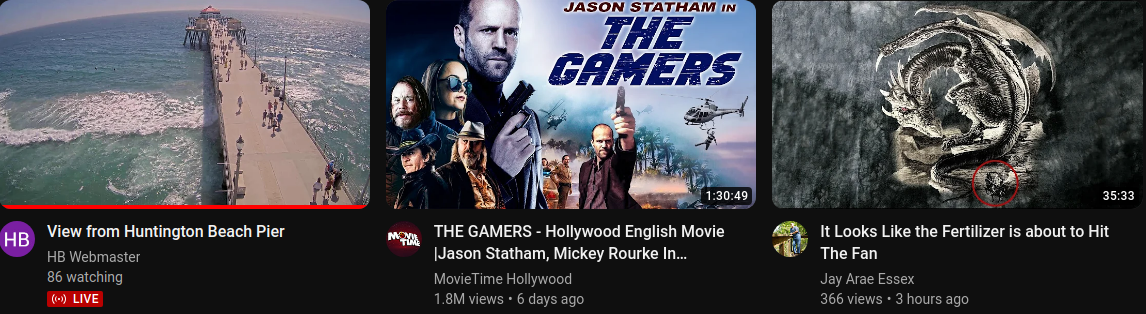 JASON STATHAM IN
THE
GAMERS
1:30:49
35:33
HB
View from Huntington Beach Pier
HB Webmaster
86 watching
LIVE
MOVIE
TIME
THE GAMERS - Hollywood English Movie
|Jason Statham, Mickey Rourke In...
MovieTime Hollywood
1.8M views • 6 days ago
It Looks Like the Fertilizer is about to Hit
The Fan
Jay Arae Essex
366 views • 3 hours ago